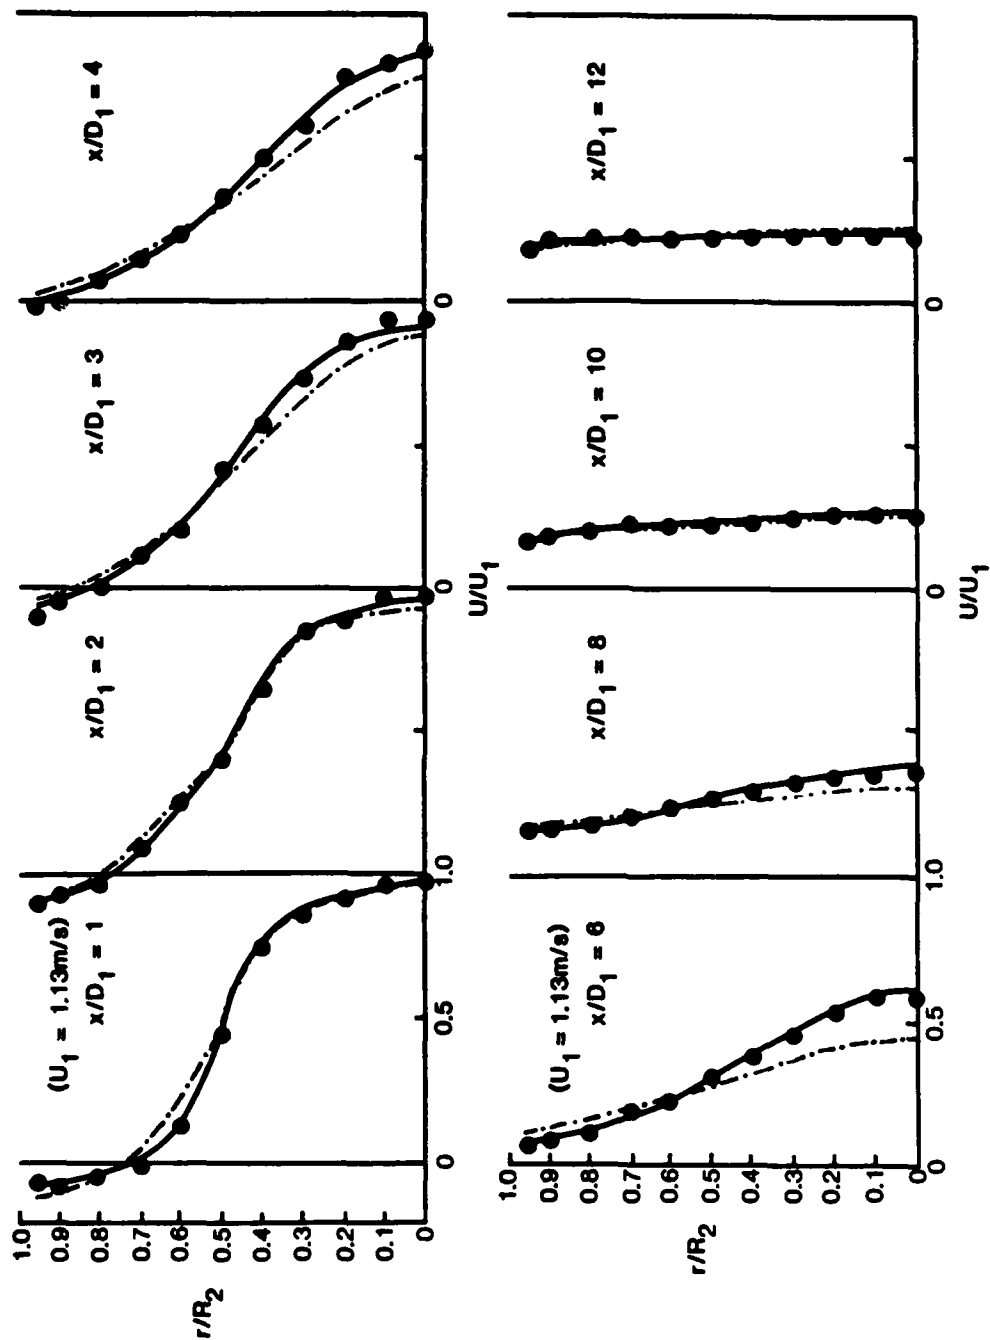 (U₁ = 1.13m/s)
x/D₁ = 1
x/D₁ = 2
x/D₁ = 3
x/D₁ = 4
1.0
0.9
0.8
0.7
0.6
0.5
0.4
0.3
0.2
0.1
0
r/R₂
0
0.5
1.0
0
0
U/U₁
(U₁ = 1.13m/s)
x/D₁ = 6
x/D₁ = 8
x/D₁ = 10
x/D₁ = 12
1.0
0.9
0.8
0.7
0.6
0.5
0.4
0.3
0.2
0.1
0
r/R₂
0
0.5
1.0
0
0
U/U₁